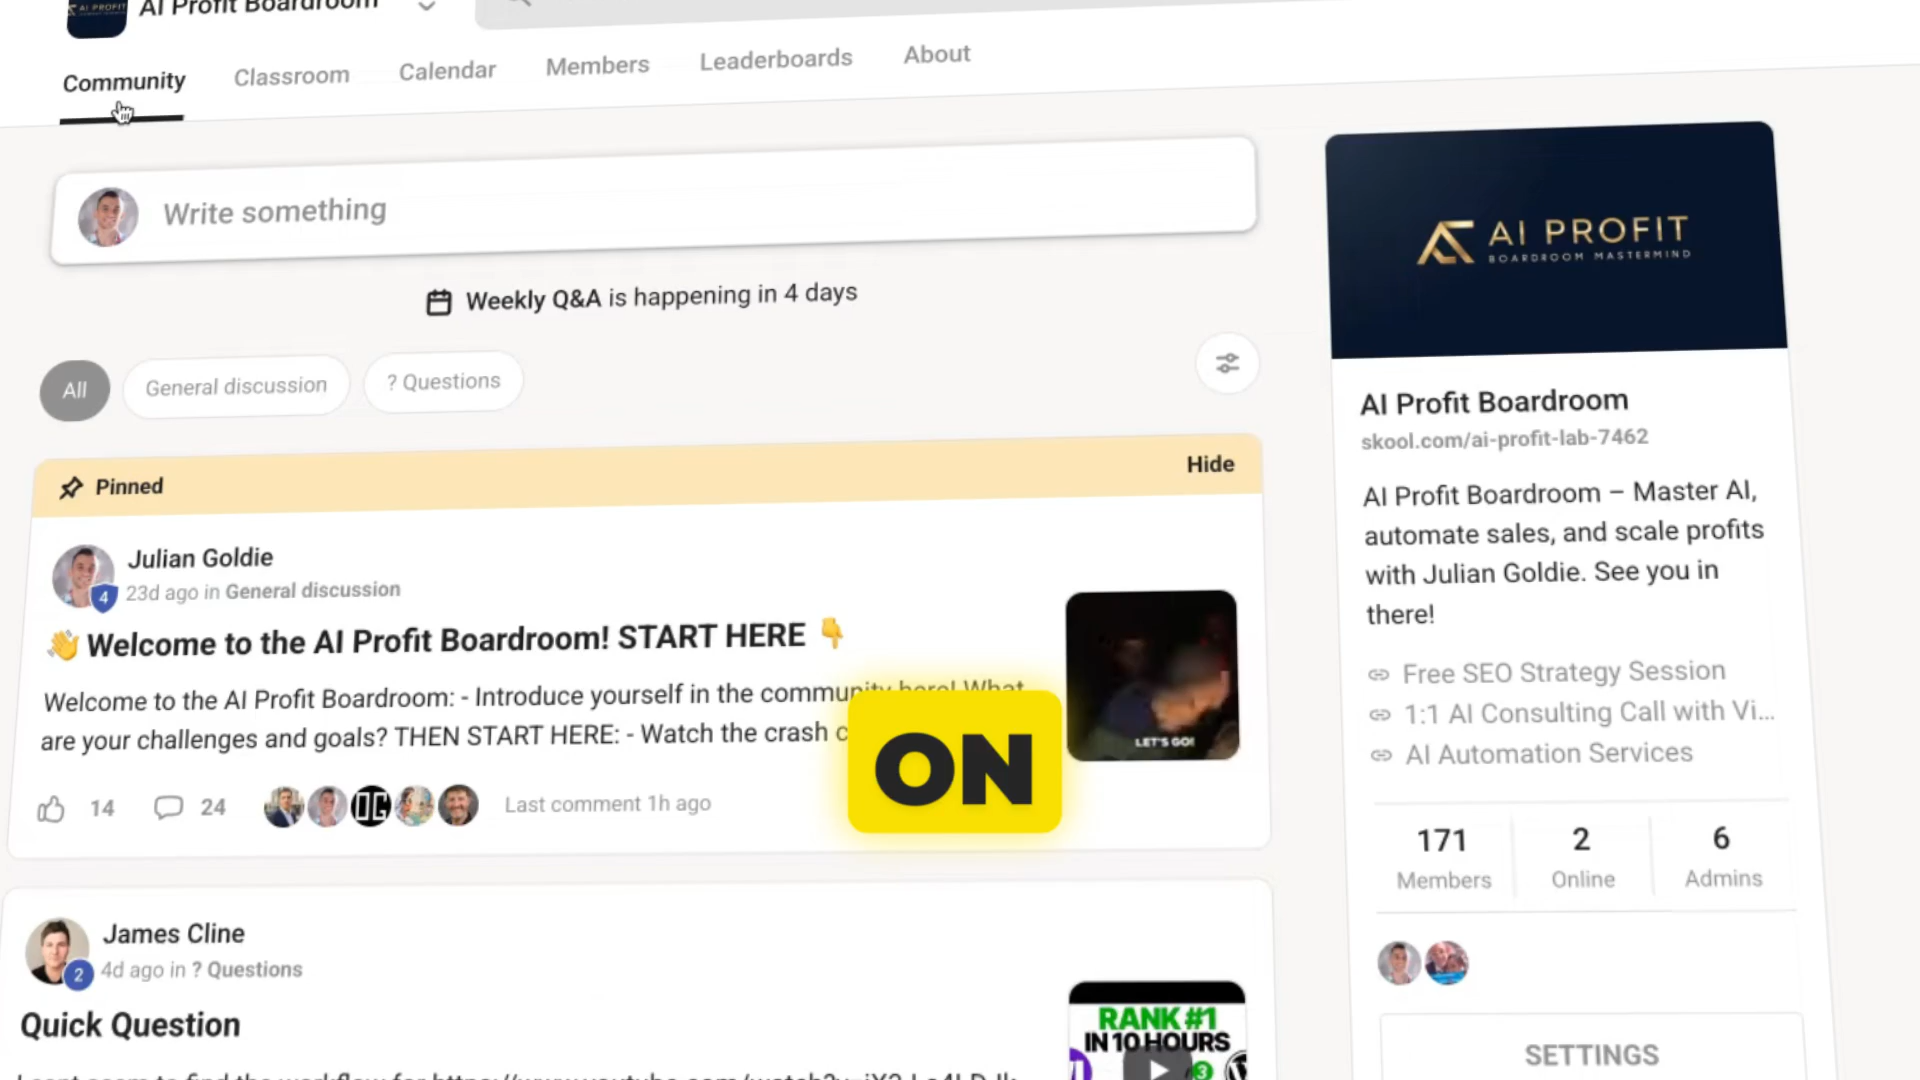 AI PROFIT
AI Profit Boardroom
Community Classroom Calendar Members Leaderboards About
Write something
Weekly Q&A is happening in 4 days
All General discussion ? Questions
Pinned Hide
Julian Goldie
4
23d ago in General discussion
👋 Welcome to the AI Profit Boardroom! START HERE 👇
Welcome to the AI Profit Boardroom: - Introduce yourself in the community here! What
are your challenges and goals? THEN START HERE: - Watch the crash
LET'S GO!
ON
14 24 Last comment 1h ago
DG
James Cline
2
4d ago in ? Questions
Quick Question
RANK #1
IN 10 HOURS
3
AI PROFIT
BOARDROOM MASTERMIND
AI Profit Boardroom
skool.com/ai-profit-lab-7462
AI Profit Boardroom – Master AI,
automate sales, and scale profits
with Julian Goldie. See you in
there!
Free SEO Strategy Session
1:1 AI Consulting Call with Vi...
AI Automation Services
171 2 6
Members Online Admins
SETTINGS